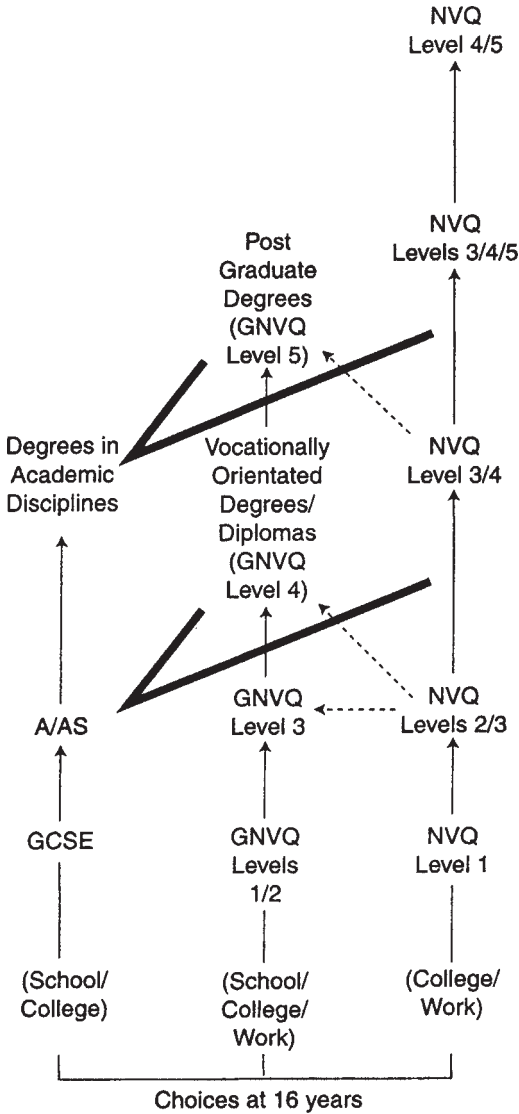 NVQ
Level 4/5
NVQ
Levels 3/4/5
Post
Graduate
Degrees
(GNVQ
Level 5)
Degrees in
Academic
Disciplines
Vocationally
Orientated
Degrees/
Diplomas
(GNVQ
Level 4)
NVQ
Level 3/4
A/AS
GNVQ
Level 3
NVQ
Levels 2/3
GCSE
GNVQ
Levels
1/2
NVQ
Level 1
(School/
College)
(School/
College/
Work)
(College/
Work)
Choices at 16 years